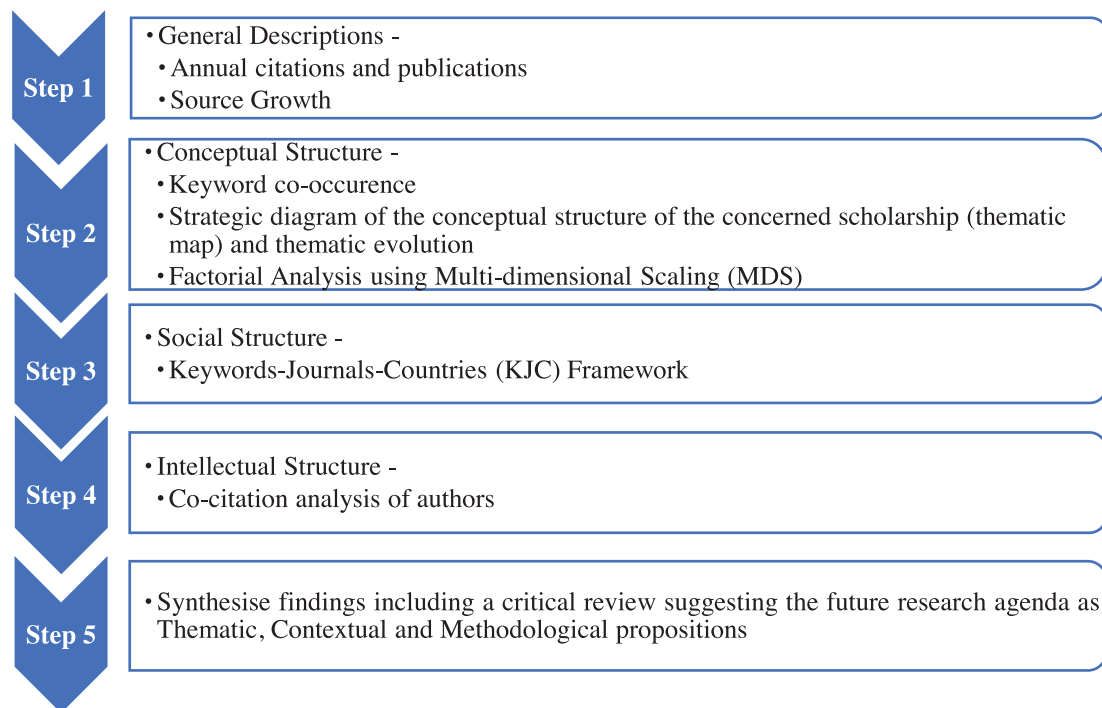 Step 1
• General Descriptions -
• Annual citations and publications
• Source Growth
Step 2
• Conceptual Structure -
• Keyword co-occurence
• Strategic diagram of the conceptual structure of the concerned scholarship (thematic
map) and thematic evolution
• Factorial Analysis using Multi-dimensional Scaling (MDS)
Step 3
• Social Structure -
• Keywords-Journals-Countries (KJC) Framework
Step 4
• Intellectual Structure -
• Co-citation analysis of authors
Step 5
• Synthesise findings including a critical review suggesting the future research agenda as
Thematic, Contextual and Methodological propositions